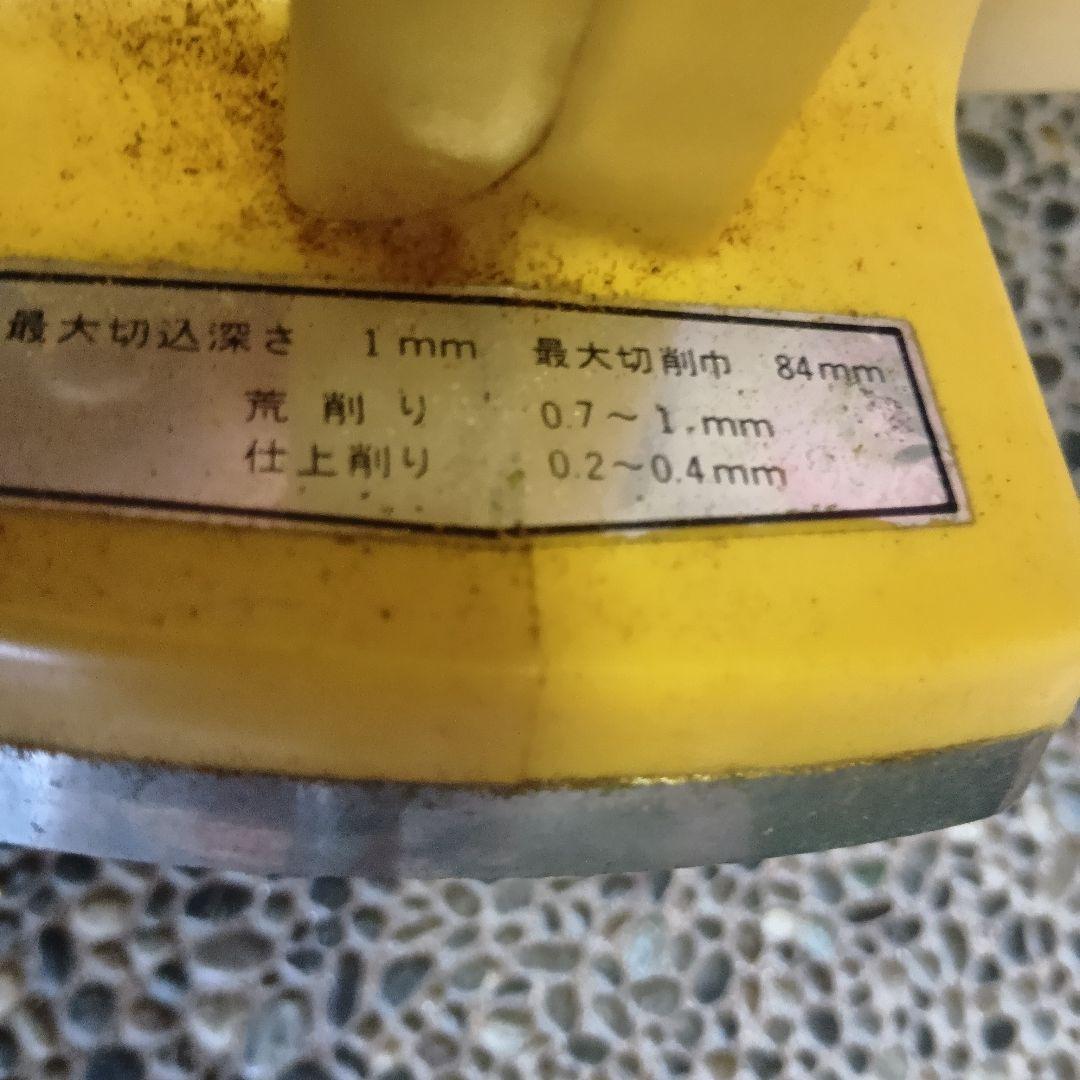 最大切込深さ 1mm 最大切削巾 84mm
荒削り 0.7～1.mm
仕上削り 0.2～0.4mm